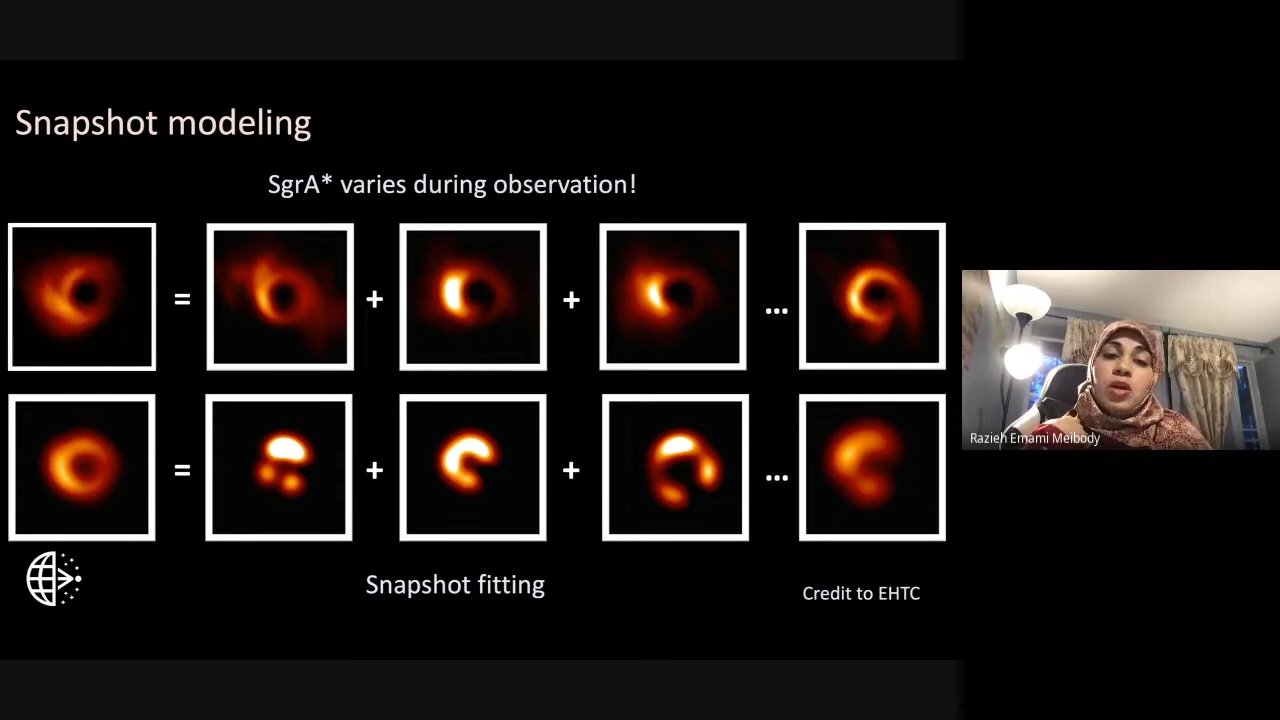 Snapshot modeling
SgrA* varies during observation!
= + + ...
= + + ...
Snapshot fitting
Credit to EHTC
Razieh Emami Meibody